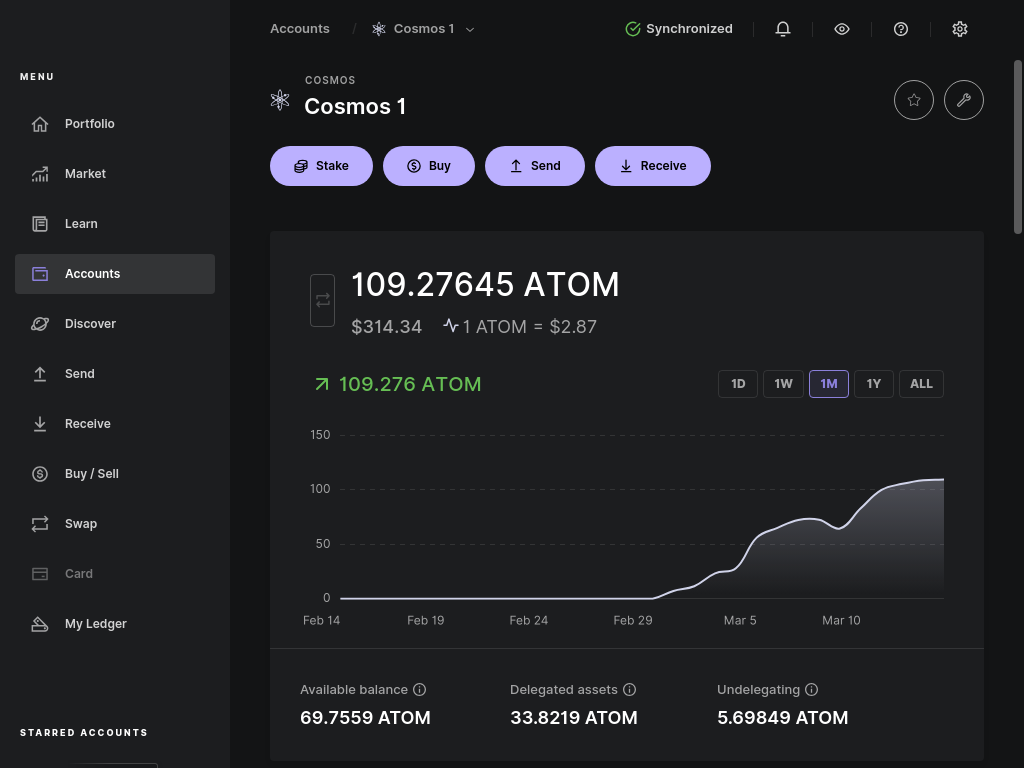 Accounts / Cosmos 1
Synchronized
MENU
Portfolio
Market
Learn
Accounts
Discover
Send
Receive
Buy / Sell
Swap
Card
My Ledger
STARRED ACCOUNTS
COSMOS
Cosmos 1
Stake
Buy
Send
Receive
109.27645 ATOM
$314.34
1 ATOM = $2.87
109.276 ATOM
1D 1W 1M 1Y ALL
150
100
50
0
Feb 14 Feb 19 Feb 24 Feb 29 Mar 5 Mar 10
Available balance
69.7559 ATOM
Delegated assets
33.8219 ATOM
Undelegating
5.69849 ATOM